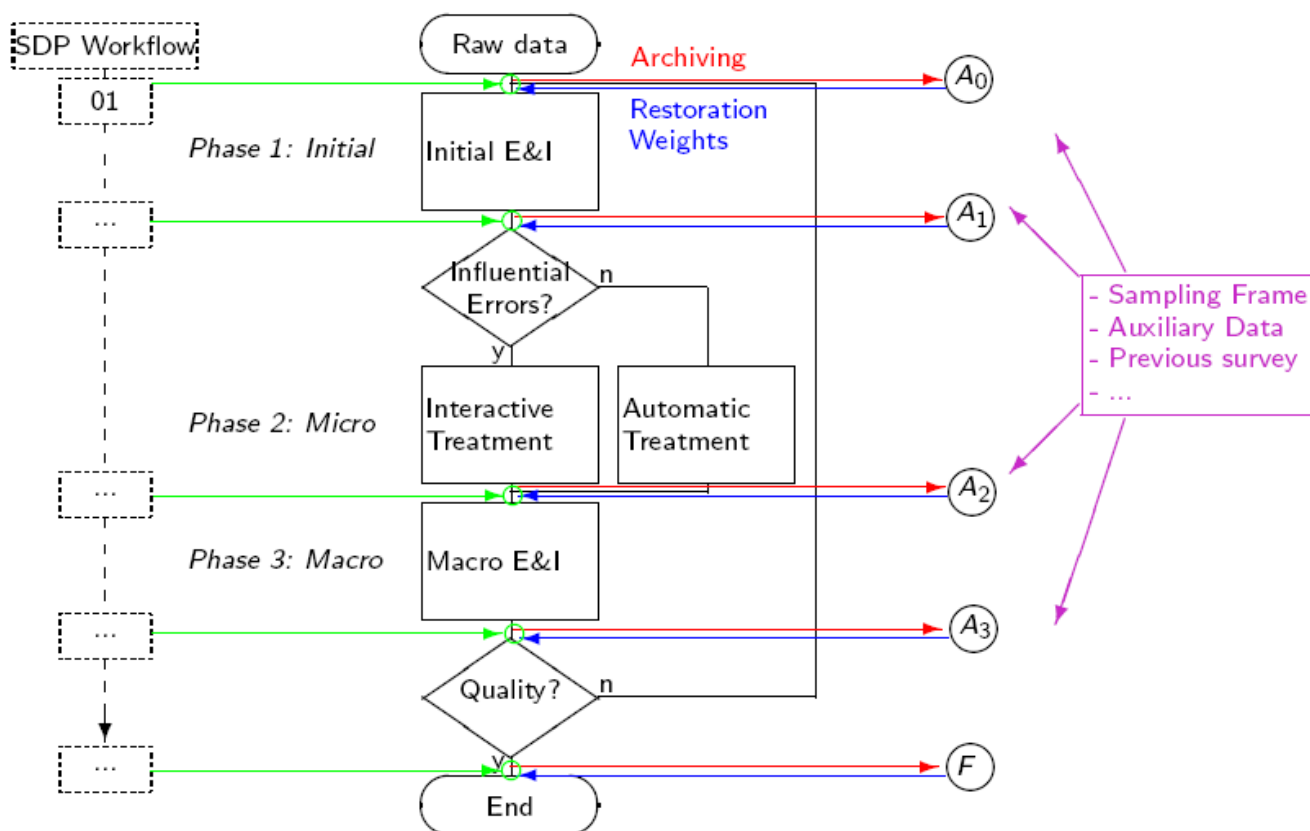 SDP Workflow
Raw data
Archiving
A0
01
Restoration
Weights
Phase 1: Initial
Initial E&I
...
A1
Influential
Errors?
n
y
- Sampling Frame
- Auxiliary Data
- Previous survey
- ...
Phase 2: Micro
Interactive
Treatment
Automatic
Treatment
...
A2
Phase 3: Macro
Macro E&I
...
A3
Quality?
n
y
...
F
End